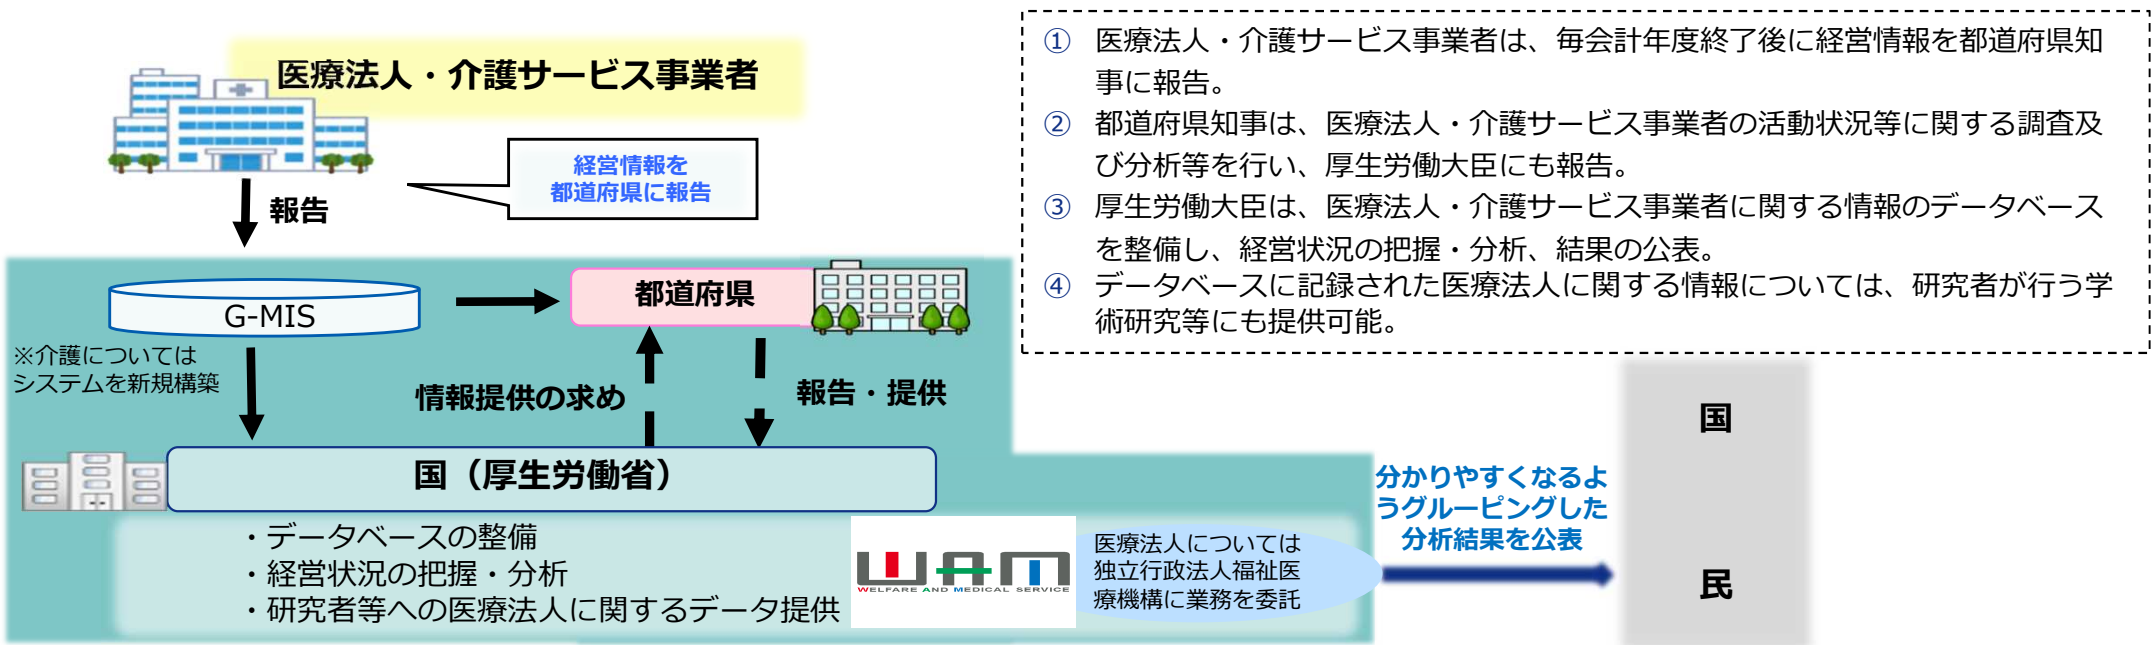 医療法人・介護サービス事業者
経営情報を
都道府県に報告
報告
G-MIS
都道府県
※介護については
システムを新規構築
情報提供の求め
報告・提供
国（厚生労働省）
・データベースの整備
・経営状況の把握・分析
・研究者等への医療法人に関するデータ提供
WAM
WELFARE AND MEDICAL SERVICE
医療法人については
独立行政法人福祉医
療機構に業務を委託
① 医療法人・介護サービス事業者は、毎会計年度終了後に経営情報を都道府県知
事に報告。
② 都道府県知事は、医療法人・介護サービス事業者の活動状況等に関する調査及
び分析等を行い、厚生労働大臣にも報告。
③ 厚生労働大臣は、医療法人・介護サービス事業者に関する情報のデータベース
を整備し、経営状況の把握・分析、結果の公表。
④ データベースに記録された医療法人に関する情報については、研究者が行う学
術研究等にも提供可能。
分かりやすくなるよ
うグルーピングした
分析結果を公表
国
民